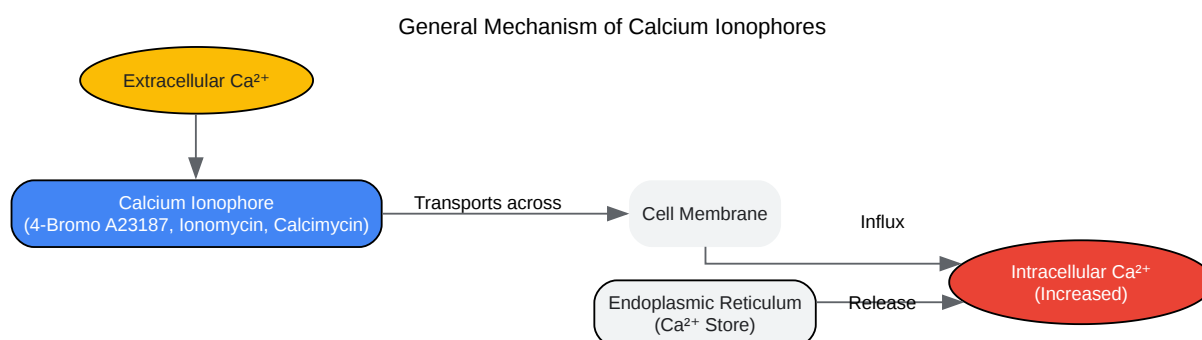 General Mechanism of Calcium Ionophores
Extracellular Ca²⁺
Calcium Ionophore
(4-Bromo A23187, Ionomycin, Calcimycin)
Transports across
Cell Membrane
Influx
Intracellular Ca²⁺
(Increased)
Endoplasmic Reticulum
(Ca²⁺ Store)
Release